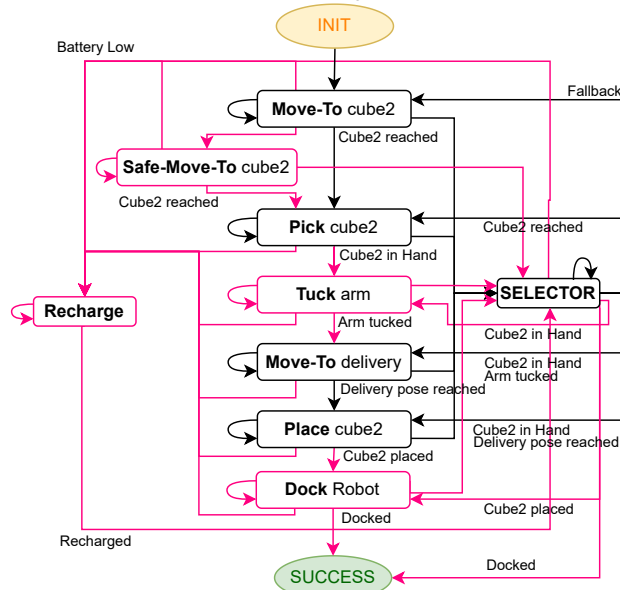 INIT
Battery Low
Fallback
Move-To cube2
Cube2 reached
Safe-Move-To cube2
Cube2 reached
Pick cube2
Cube2 reached
Cube2 in Hand
Tuck arm
SELECTOR
Recharge
Arm tucked
Cube2 in Hand
Move-To delivery
Cube2 in Hand
Arm tucked
Delivery pose reached
Place cube2
Cube2 in Hand
Delivery pose reached
Cube2 placed
Dock Robot
Cube2 placed
Docked
Recharged
Docked
SUCCESS